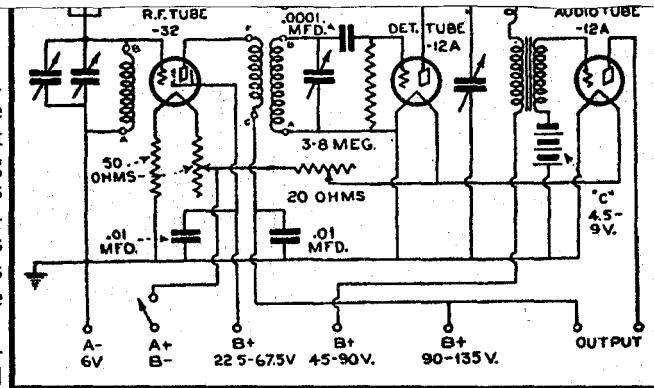 R.F. TUBE
-32
.0001
MFD.
DET. TUBE
-12A
AUDIO TUBE
-12A
B
F
B
A
C
A
3-8 MEG.
50
OHMS
20 OHMS
.01
MFD.
.01
MFD.
"C"
4.5-
9V.
A-
6V
A+
B-
B+
22 5-67.5V
B+
45-90V.
B+
90-135V.
OUTPUT